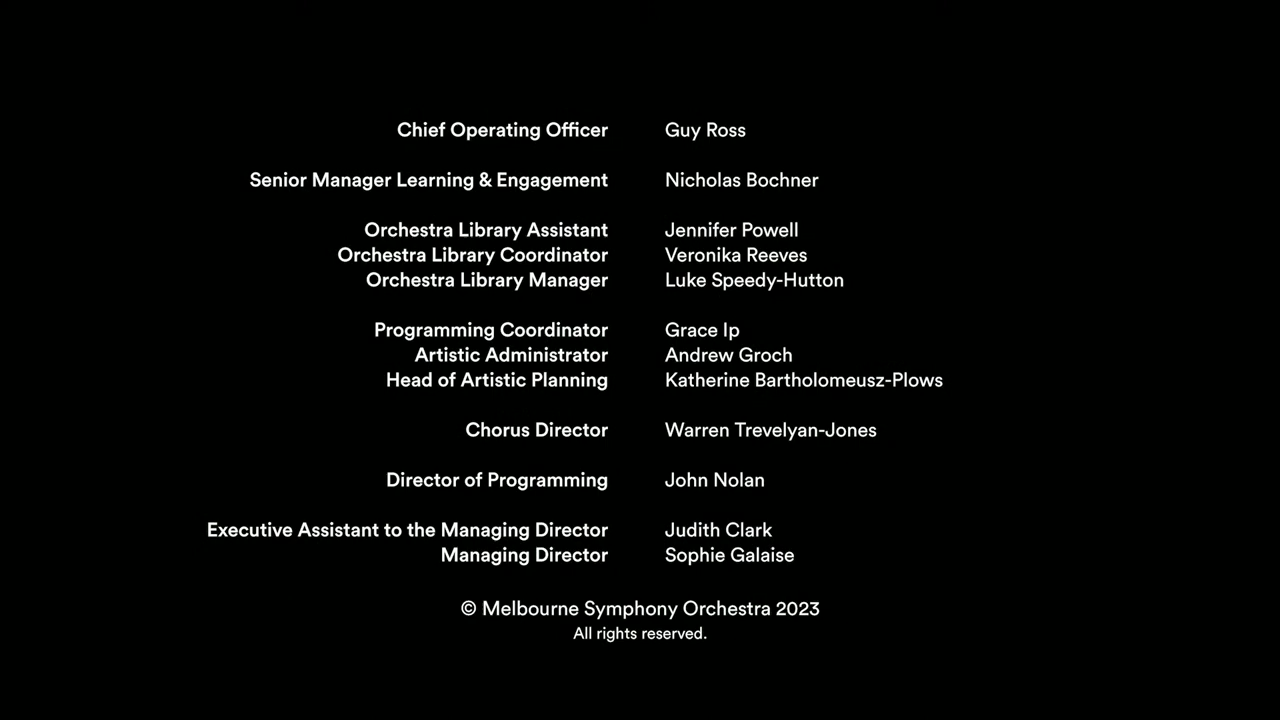 Chief Operating Officer Guy Ross
Senior Manager Learning & Engagement Nicholas Bochner
Orchestra Library Assistant Jennifer Powell
Orchestra Library Coordinator Veronika Reeves
Orchestra Library Manager Luke Speedy-Hutton
Programming Coordinator Grace Ip
Artistic Administrator Andrew Groch
Head of Artistic Planning Katherine Bartholomeusz-Plows
Chorus Director Warren Trevelyan-Jones
Director of Programming John Nolan
Executive Assistant to the Managing Director Judith Clark
Managing Director Sophie Galaise
© Melbourne Symphony Orchestra 2023
All rights reserved.